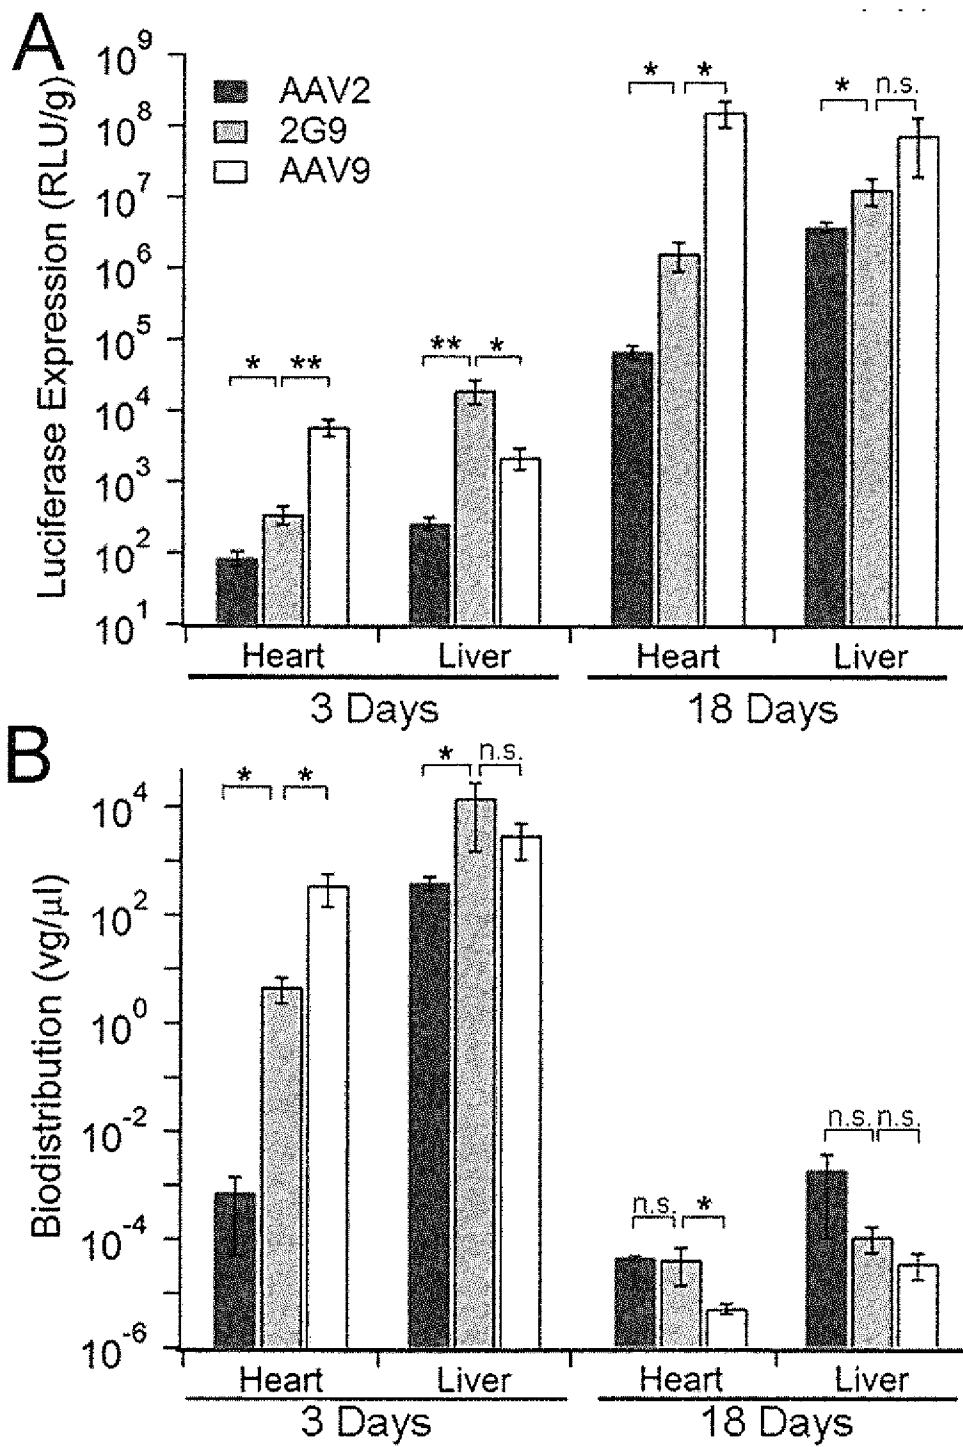 A
Luciferase Expression (RLU/g)
10^9
10^8
10^7
10^6
10^5
10^4
10^3
10^2
10^1
AAV2
2G9
AAV9
* **
** *
* *
* n.s.
Heart Liver Heart Liver
3 Days 18 Days
B
Biodistribution (vg/µl)
10^4
10^2
10^0
10^-2
10^-4
10^-6
* *
* n.s.
n.s. *
n.s. n.s.
Heart Liver Heart Liver
3 Days 18 Days